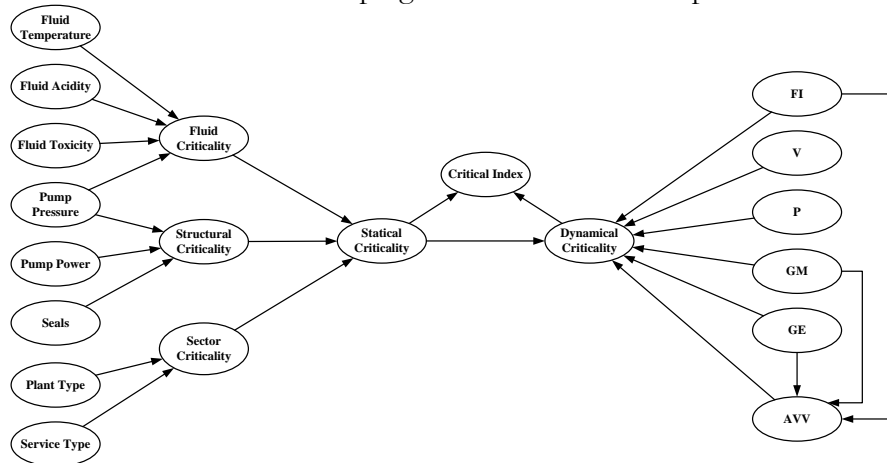 Fluid
Temperature
Fluid Acidity
Fluid Toxicity
Pump
Pressure
Pump Power
Seals
Plant Type
Service Type
Fluid
Criticality
Structural
Criticality
Sector
Criticality
Statical
Criticality
Critical Index
Dynamical
Criticality
FI
V
P
GM
GE
AVV